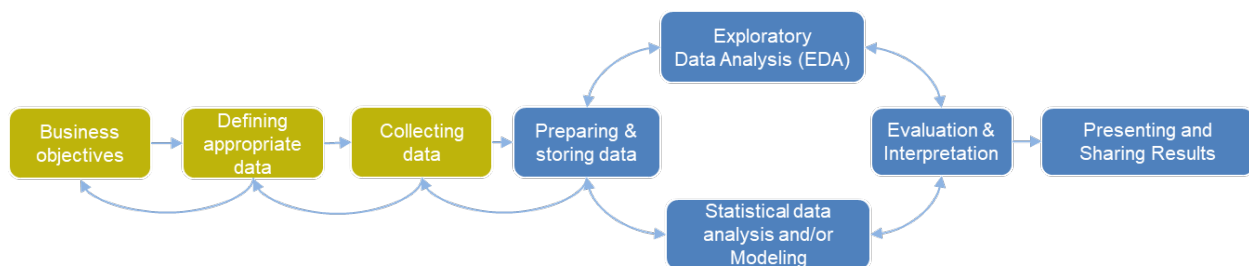 Business
objectives
Defining
appropriate
data
Collecting
data
Preparing &
storing data
Exploratory
Data Analysis (EDA)
Statistical data
analysis and/or
Modeling
Evaluation &
Interpretation
Presenting and
Sharing Results